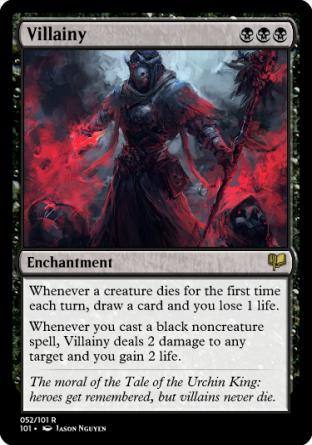 Villainy
Enchantment
Whenever a creature dies for the first time
each turn, draw a card and you lose 1 life.
Whenever you cast a black noncreature
spell, Villainy deals 2 damage to any
target and you gain 2 life.
The moral of the Tale of the Urchin King:
heroes get remembered, but villains never die.
052/101 R
101 • Jason Nguyen